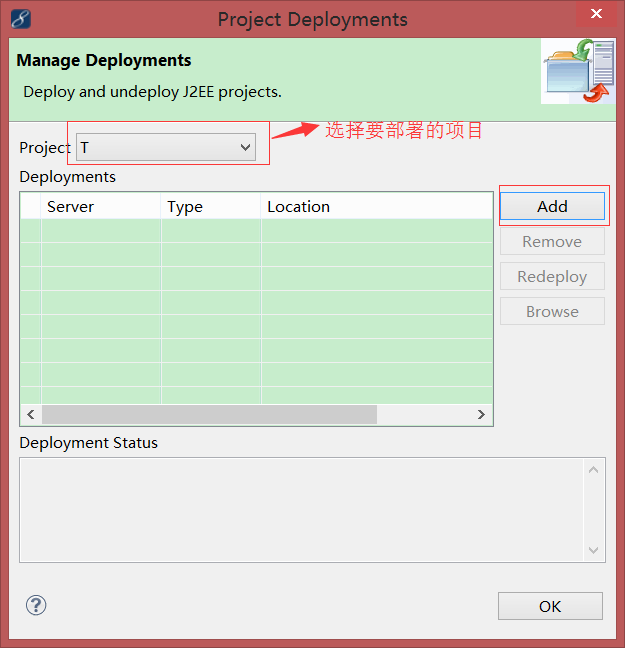 Project Deployments
Manage Deployments
Deploy and undeploy J2EE projects.
Project T
选择要部署的项目
Deployments
Server Type Location
Add
Remove
Redeploy
Browse
Deployment Status
OK